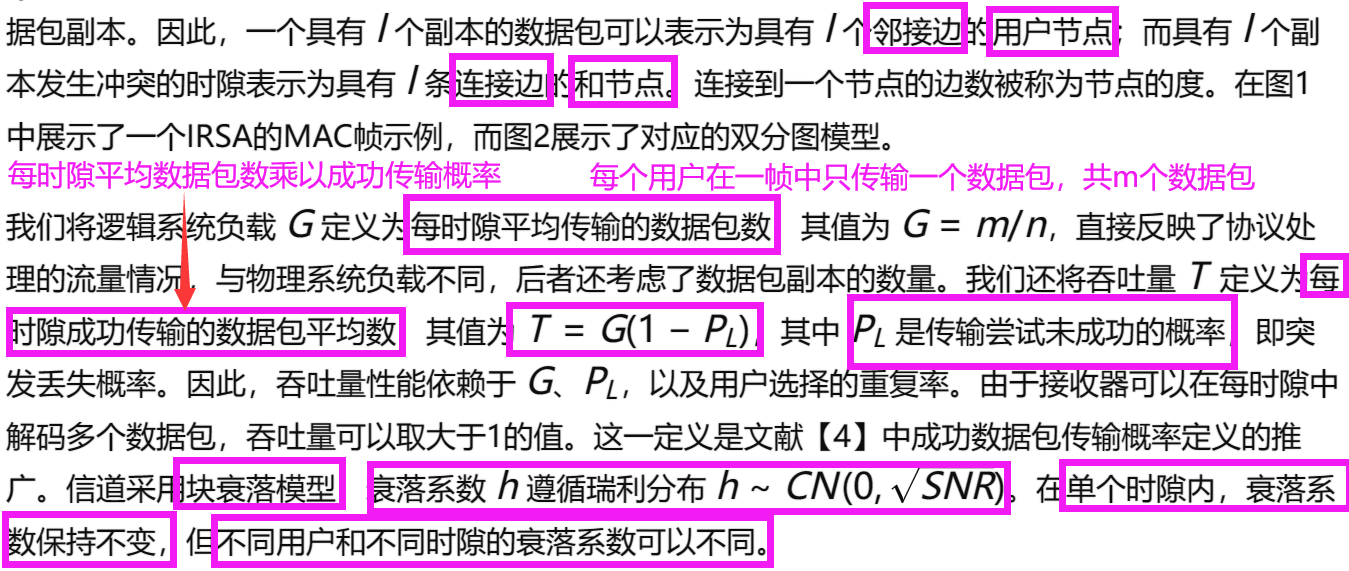 据包副本。因此，一个具有 l 个副本的数据包可以表示为具有 l 个邻接边的用户节点；而具有 l 个副
本发生冲突的时隙表示为具有 l 条连接边的和节点。连接到一个节点的边数被称为节点的度。在图1
中展示了一个IRSA的MAC帧示例，而图2展示了对应的双分图模型。
每时隙平均数据包数乘以成功传输概率 每个用户在一帧中只传输一个数据包，共m个数据包
我们将逻辑系统负载 G 定义为每时隙平均传输的数据包数 其值为 G = m/n，直接反映了协议处
理的流量情况，与物理系统负载不同，后者还考虑了数据包副本的数量。我们还将吞吐量 T 定义为每
时隙成功传输的数据包平均数 其值为 T = G(1 − P_L)，其中 P_L 是传输尝试未成功的概率，即突
发丢失概率。因此，吞吐量性能依赖于 G、P_L，以及用户选择的重复率。由于接收器可以在每时隙中
解码多个数据包，吞吐量可以取大于1的值。这一定义是文献【4】中成功数据包传输概率定义的推
广。信道采用块衰落模型 衰落系数 h 遵循瑞利分布 h ~ CN(0, √SNR)。在单个时隙内，衰落系
数保持不变，但不同用户和不同时隙的衰落系数可以不同。